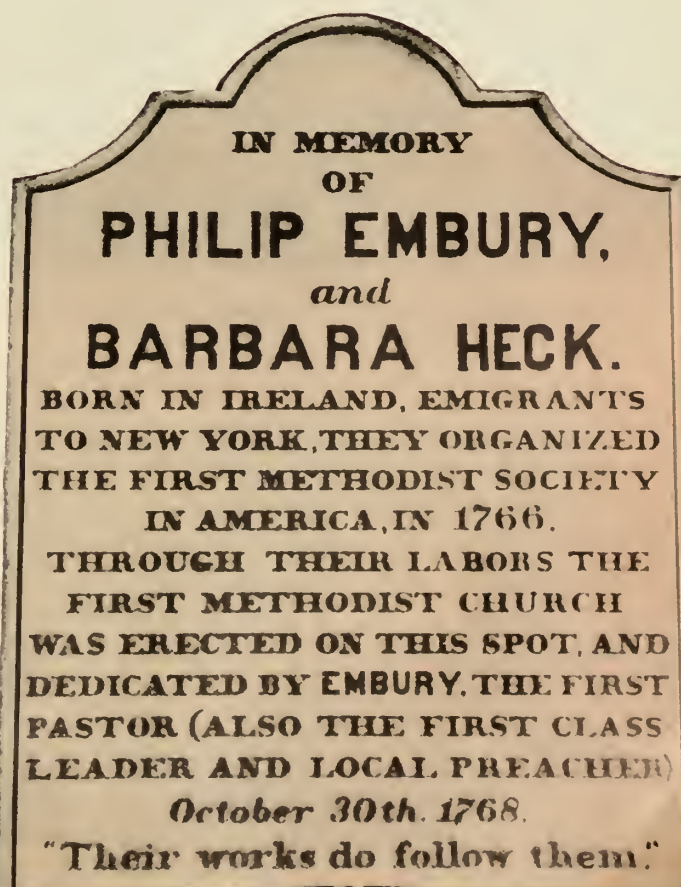 IN MEMORY
OF
PHILIP EMBURY,
and
BARBARA HECK.
BORN IN IRELAND, EMIGRANTS
TO NEW YORK, THEY ORGANIZED
THE FIRST METHODIST SOCIETY
IN AMERICA, IN 1766.
THROUGH THEIR LABORS THE
FIRST METHODIST CHURCH
WAS ERECTED ON THIS SPOT, AND
DEDICATED BY EMBURY, THE FIRST
PASTOR (ALSO THE FIRST CLASS
LEADER AND LOCAL PREACHER)
October 30th. 1768.
"Their works do follow them."